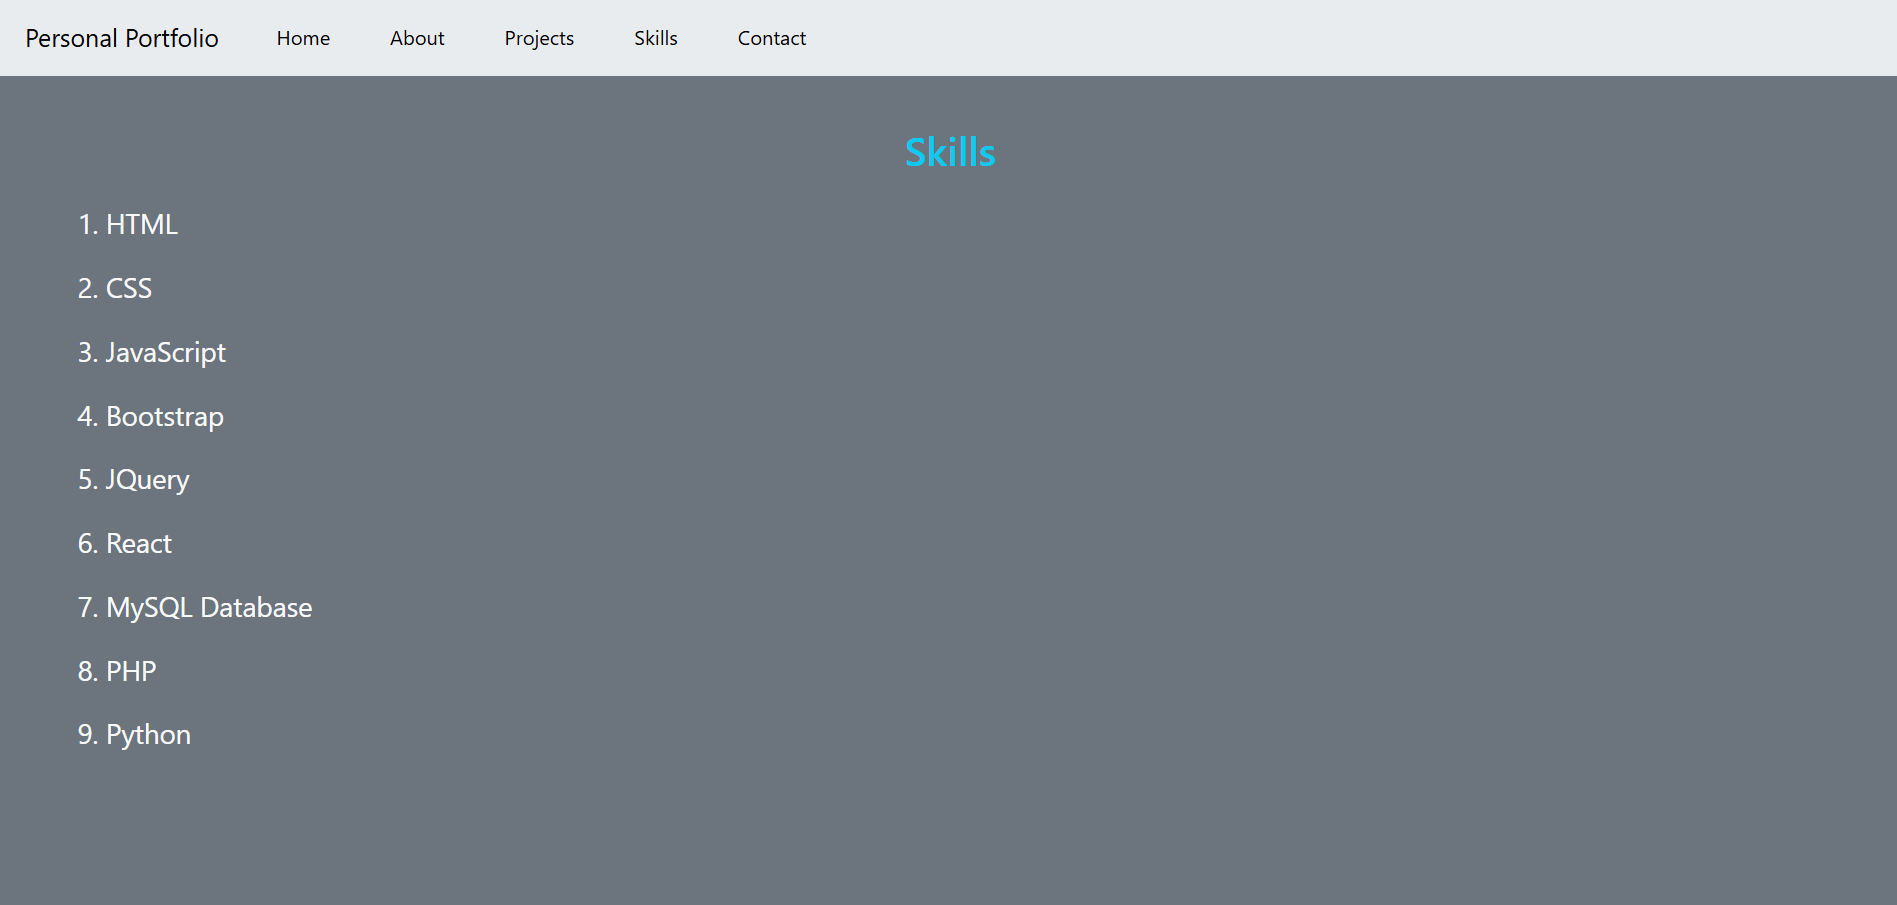 Personal Portfolio Home About Projects Skills Contact
Skills
1. HTML
2. CSS
3. JavaScript
4. Bootstrap
5. JQuery
6. React
7. MySQL Database
8. PHP
9. Python